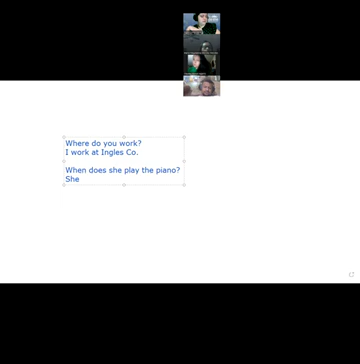 Where do you work?
I work at Ingles Co.
When does she play the piano?
She